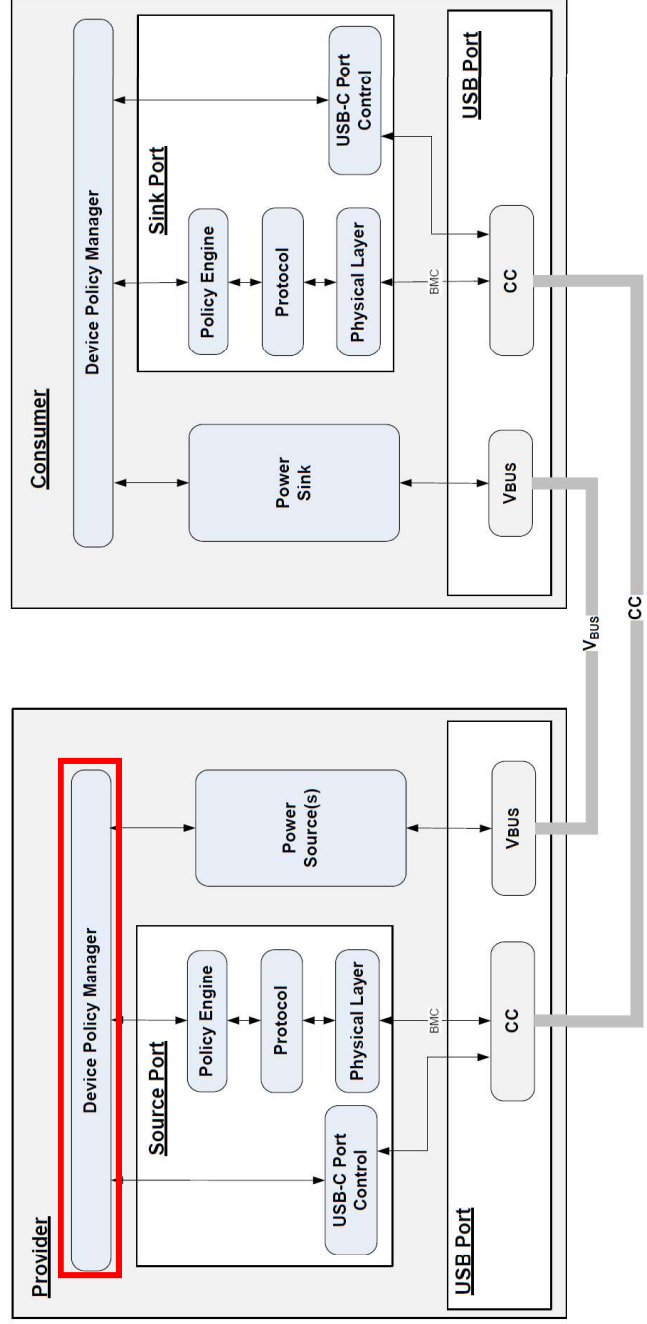 Provider
Device Policy Manager
Source Port
Policy Engine
Protocol
Physical Layer
USB-C Port
Control
Power
Source(s)
BMC
USB Port
CC
VBUS
Consumer
Device Policy Manager
Sink Port
Power
Sink
Policy Engine
Protocol
Physical Layer
USB-C Port
Control
BMC
USB Port
VBUS
CC
VBUS
CC